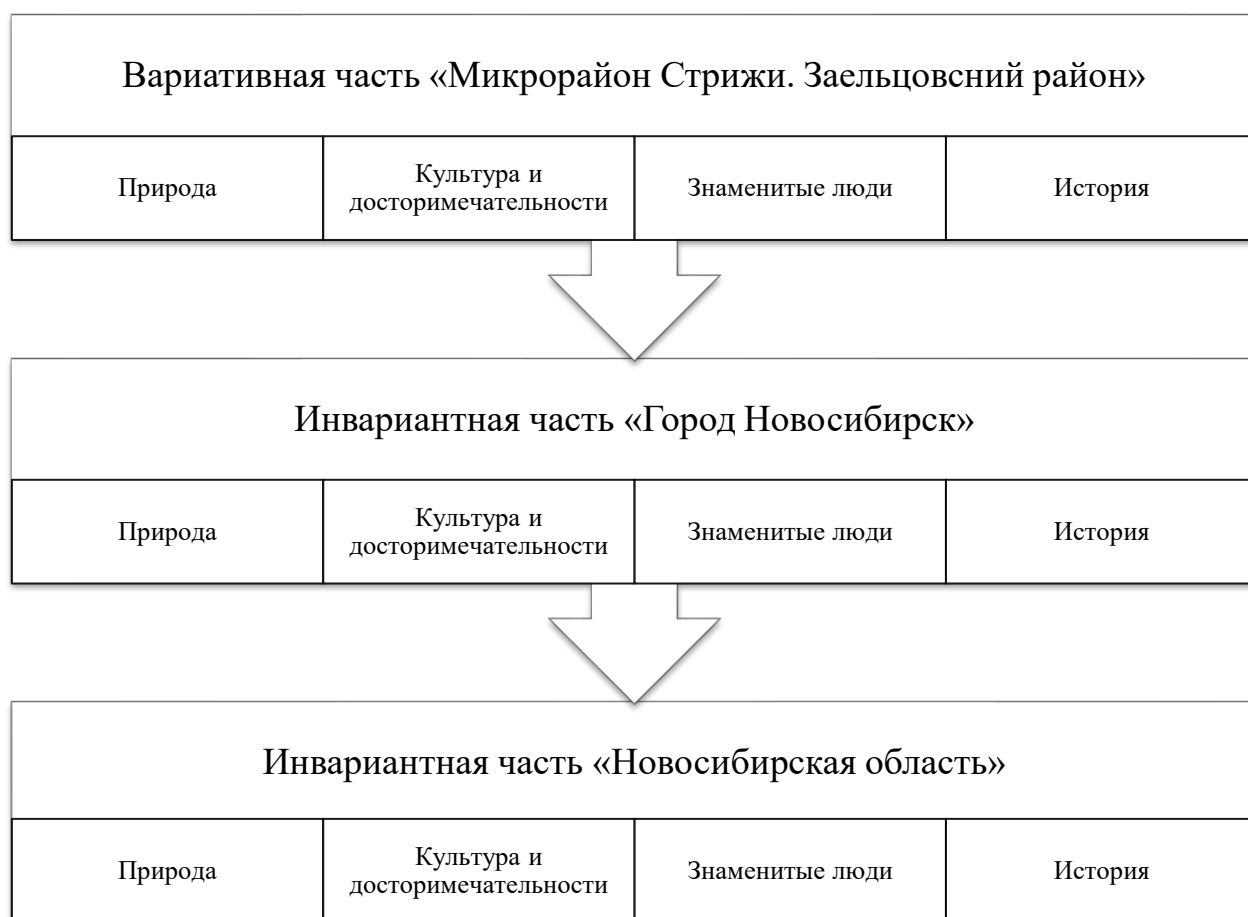 Вариативная часть «Микрорайон Стрижи. Заельцовсний район»
Природа
Культура и
досторимечательности
Знаменитые люди
История
Инвариантная часть «Город Новосибирск»
Природа
Культура и
досторимечательности
Знаменитые люди
История
Инвариантная часть «Новосибирская область»
Природа
Культура и
досторимечательности
Знаменитые люди
История